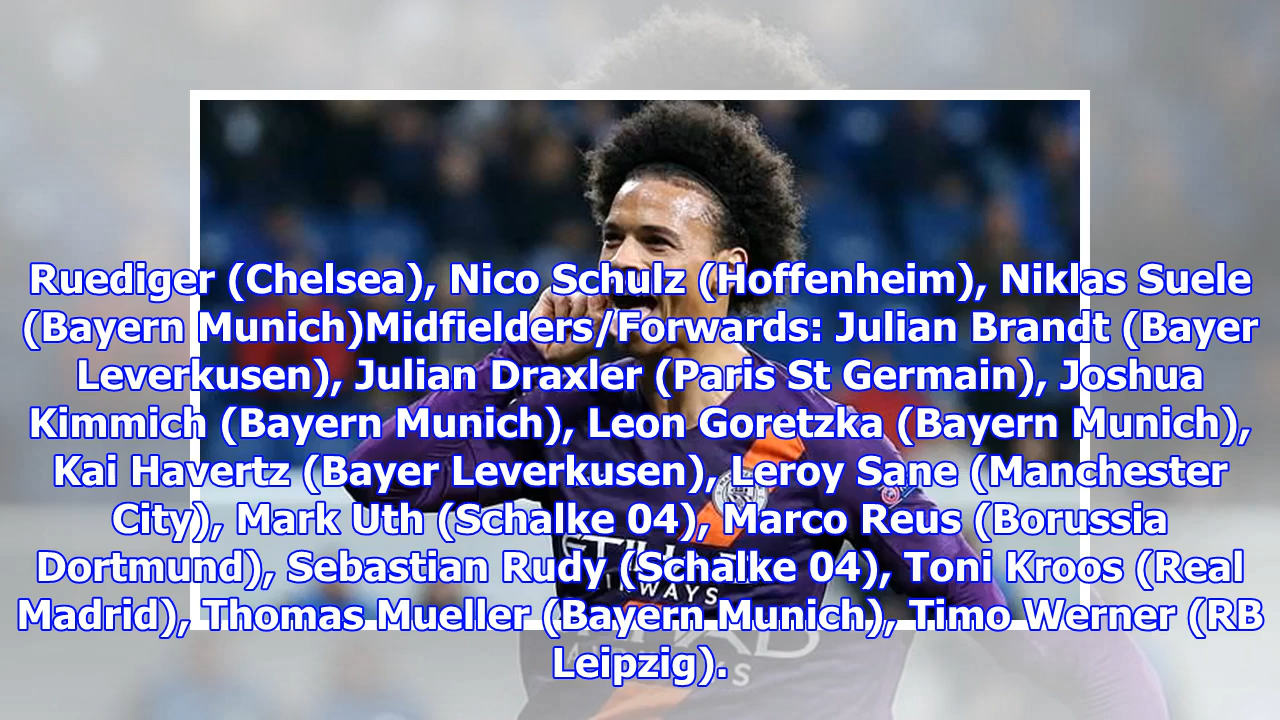 Ruediger (Chelsea), Nico Schulz (Hoffenheim), Niklas Suele
(Bayern Munich)Midfielders/Forwards: Julian Brandt (Bayer
Leverkusen), Julian Draxler (Paris St Germain), Joshua
Kimmich (Bayern Munich), Leon Goretzka (Bayern Munich),
Kai Havertz (Bayer Leverkusen), Leroy Sane (Manchester
City), Mark Uth (Schalke 04), Marco Reus (Borussia
Dortmund), Sebastian Rudy (Schalke 04), Toni Kroos (Real
Madrid), Thomas Mueller (Bayern Munich), Timo Werner (RB
Leipzig).
ETIHAD
AIRWAYS